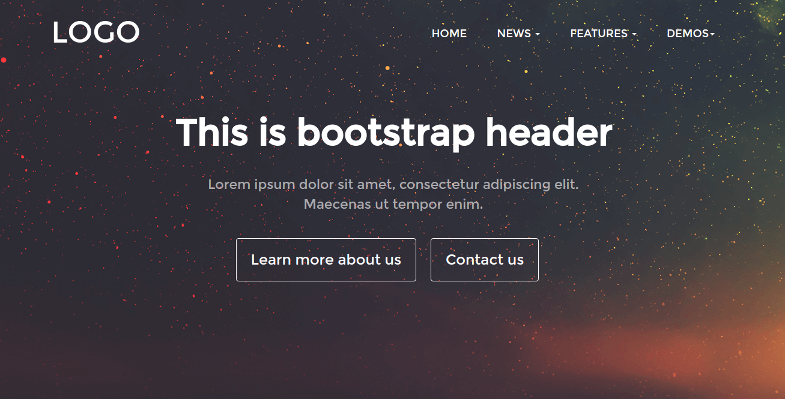 LOGO
HOME NEWS FEATURES DEMOS
This is bootstrap header
Lorem ipsum dolor sit amet, consectetur adipiscing elit.
Maecenas ut tempor enim.
Learn more about us Contact us